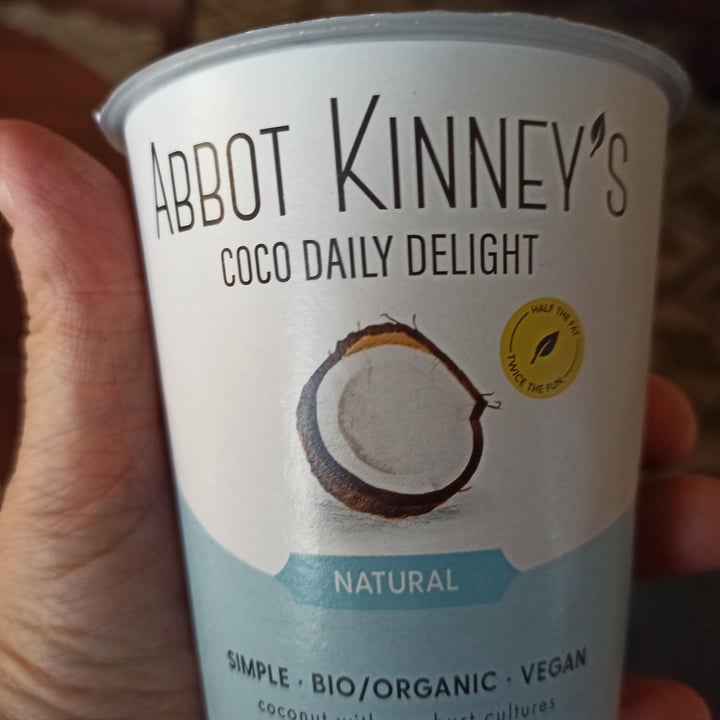 ABBOT KINNEY'S
COCO DAILY DELIGHT
HALF THE FAT
TWICE THE FUN
NATURAL
SIMPLE · BIO/ORGANIC · VEGAN
coconut with cultures